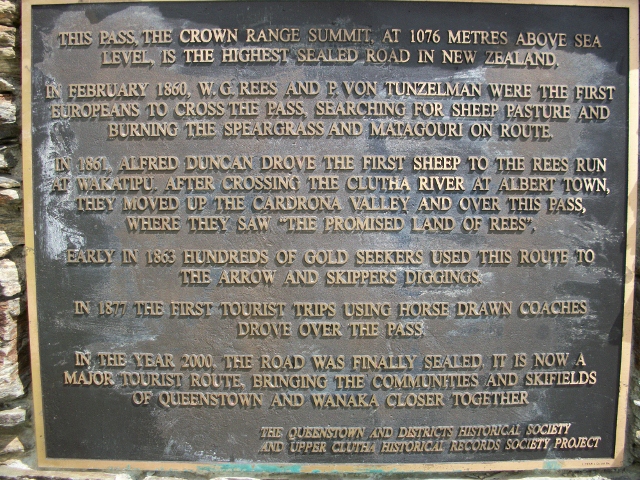 THIS PASS, THE CROWN RANGE SUMMIT, AT 1076 METRES ABOVE SEA
LEVEL, IS THE HIGHEST SEALED ROAD IN NEW ZEALAND.
IN FEBRUARY 1860, W. G. REES AND P. VON TUNZELMAN WERE THE FIRST
EUROPEANS TO CROSS THE PASS, SEARCHING FOR SHEEP PASTURE AND
BURNING THE SPEARGRASS AND MATAGOURI ON ROUTE.
IN 1861, ALFRED DUNCAN DROVE THE FIRST SHEEP TO THE REES RUN
AT WAKATIPU. AFTER CROSSING THE CLUTHA RIVER AT ALBERT TOWN,
THEY MOVED UP THE CARDRONA VALLEY AND OVER THIS PASS,
WHERE THEY SAW "THE PROMISED LAND OF REES".
EARLY IN 1863 HUNDREDS OF GOLD SEEKERS USED THIS ROUTE TO
THE ARROW AND SKIPPERS DIGGINGS.
IN 1877 THE FIRST TOURIST TRIPS USING HORSE DRAWN COACHES
DROVE OVER THE PASS.
IN THE YEAR 2000, THE ROAD WAS FINALLY SEALED. IT IS NOW A
MAJOR TOURIST ROUTE, BRINGING THE COMMUNITIES AND SKIFIELDS
OF QUEENSTOWN AND WANAKA CLOSER TOGETHER
THE QUEENSTOWN AND DISTRICTS HISTORICAL SOCIETY
AND UPPER CLUTHA HISTORICAL RECORDS SOCIETY PROJECT